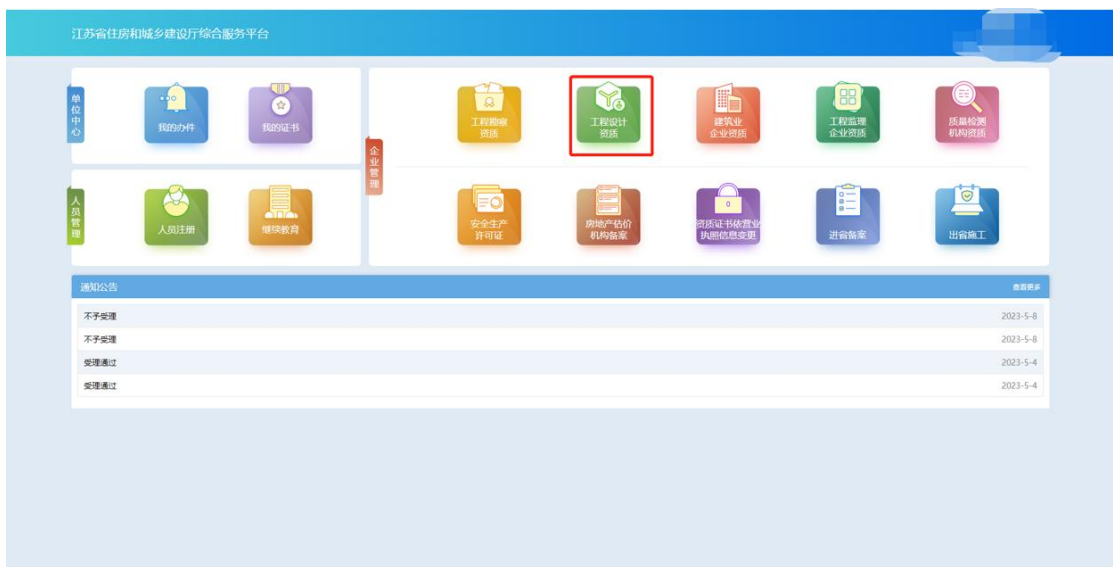 江苏省住房和城乡建设厅综合服务平台
单位中心
我的办件
我的证书
人员管理
人员注册
继续教育
企业管理
工程勘察
资质
工程设计
资质
建筑业
企业资质
工程监理
企业资质
质量检测
机构资质
安全生产
许可证
房地产估价
机构备案
资质证书依营业
执照信息变更
进省备案
出省施工
通知公告
查看更多
不予受理
2023-5-8
不予受理
2023-5-8
受理通过
2023-5-4
受理通过
2023-5-4